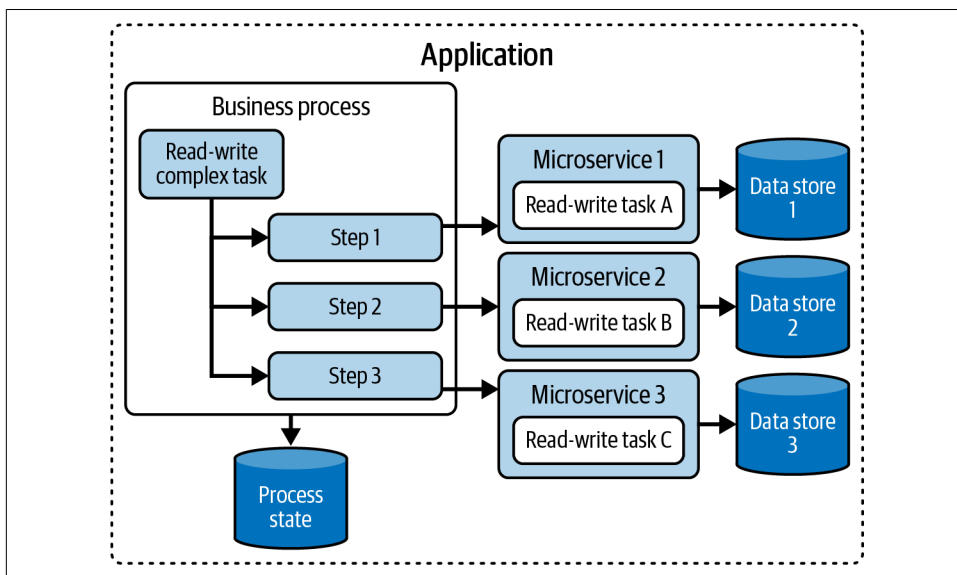 Application
Business process
Read-write
complex task
Step 1
Step 2
Step 3
Process
state
Microservice 1
Read-write task A
Data store
1
Microservice 2
Read-write task B
Data store
2
Microservice 3
Read-write task C
Data store
3